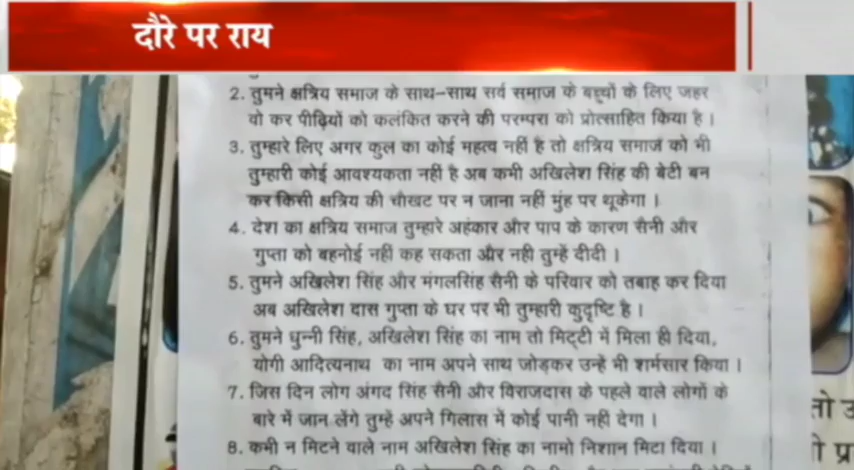 दौरे पर राय
2. तुमने क्षत्रिय समाज के साथ-साथ सर्व समाज के बच्चों के लिए जहर
वो कर पीढ़ियों को कलंकित करने की परम्परा को प्रोत्साहित किया है।
3. तुम्हारे लिए अगर कुल का कोई महत्व नहीं है तो क्षत्रिय समाज को भी
तुम्हारी कोई आवश्यकता नहीं है अब कभी अखिलेश सिंह की बेटी बन
कर किसी क्षत्रिय की चौखट पर न जाना नहीं मुंह पर थूकेगा।
4. देश का क्षत्रिय समाज तुम्हारे अहंकार और पाप के कारण सैनी और
गुप्ता को बहनोई नहीं कह सकता और नही तुम्हें दीदी।
5. तुमने अखिलेश सिंह और मंगलसिंह सैनी के परिवार को तबाह कर दिया
अब अखिलेश दास गुप्ता के घर पर भी तुम्हारी कुदृष्टि है।
6. तुमने धुन्नी सिंह, अखिलेश सिंह का नाम तो मिट्टी में मिला ही दिया,
योगी आदित्यनाथ का नाम अपने साथ जोड़कर उन्हे भी शर्मसार किया।
7. जिस दिन लोग अंगद सिंह सैनी और विराजदास के पहले वाले लोगों के
बारे में जान लेंगे तुम्हे अपने गिलास में कोई पानी नही देगा।
8. कभी न मिटने वाले नाम अखिलेश सिंह का नामो निशान मिटा दिया।
तो